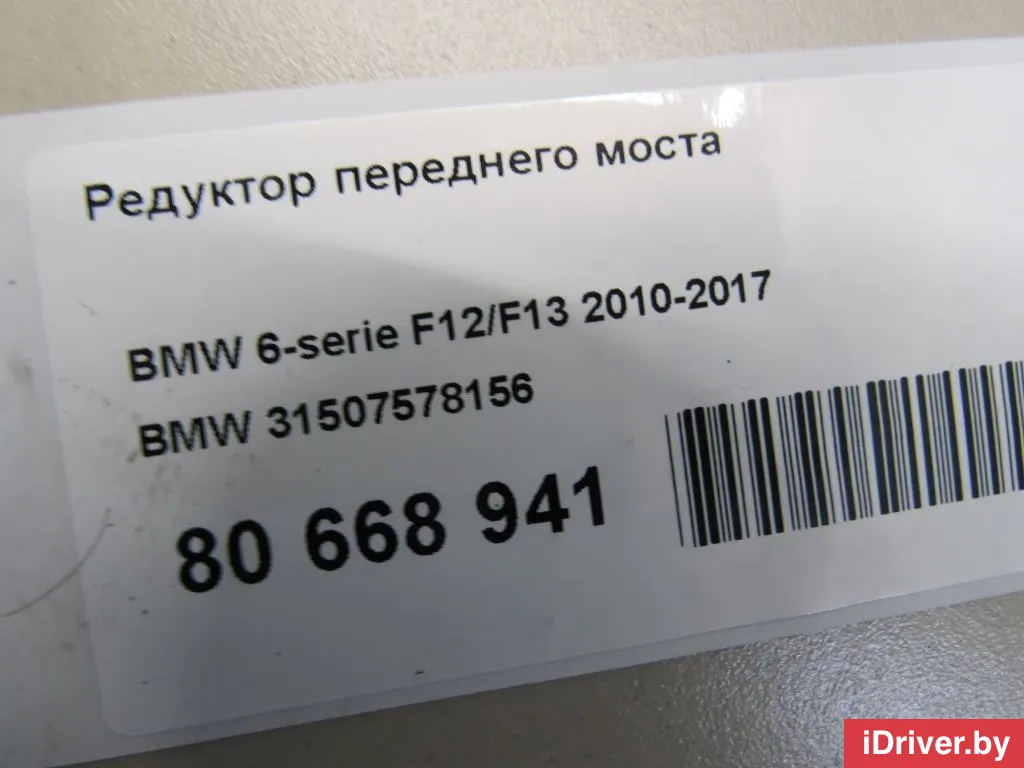 Редуктор переднего моста
BMW 6-serie F12/F13 2010-2017
BMW 31507578156
80 668 941
iDriver.by